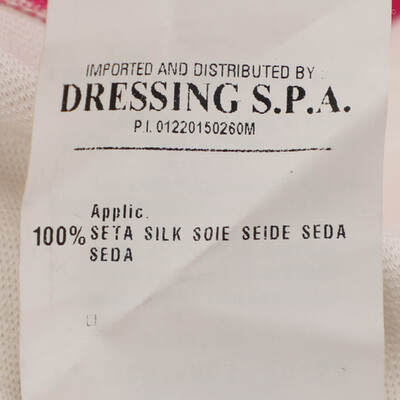 IMPORTED AND DISTRIBUTED BY :
DRESSING S.P.A.
P.I. 01220150260M
Applic.
100% SETA SILK SOIE SEIDE SEDA
SEDA